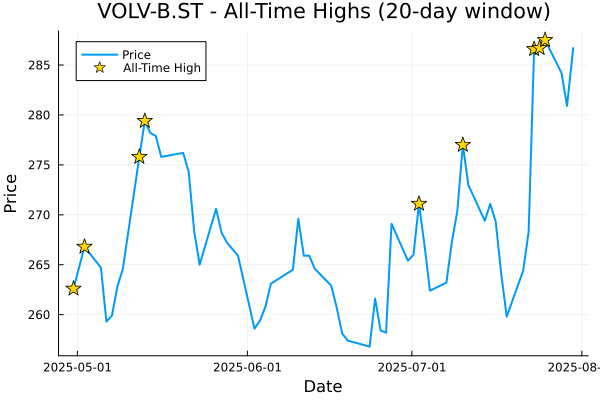 VOLV-B.ST - All-Time Highs (20-day window)
Price
All-Time High
285
280
275
270
265
260
Price
2025-05-01 2025-06-01 2025-07-01 2025-08-
Date